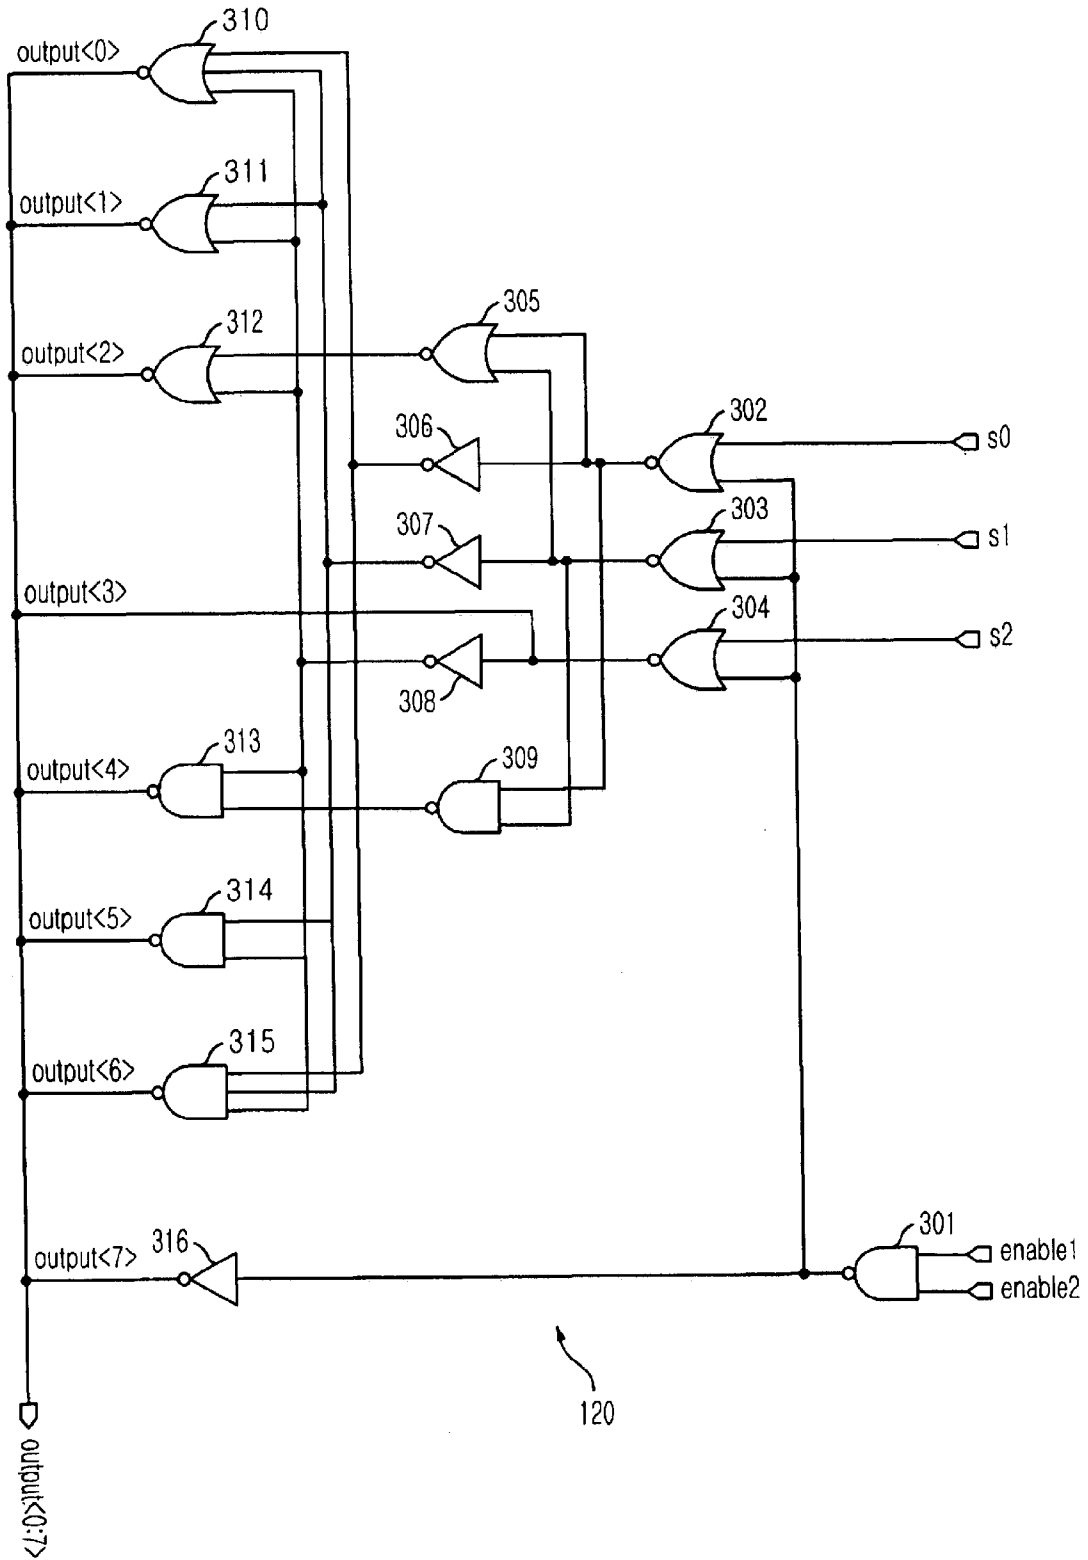 310
output<0>
311
output<1>
305
312
output<2>
302
306
s0
307
303
s1
output<3>
304
s2
308
313
309
output<4>
314
output<5>
315
output<6>
301
316
output<7>
enable1
enable2
120
output<0:7>